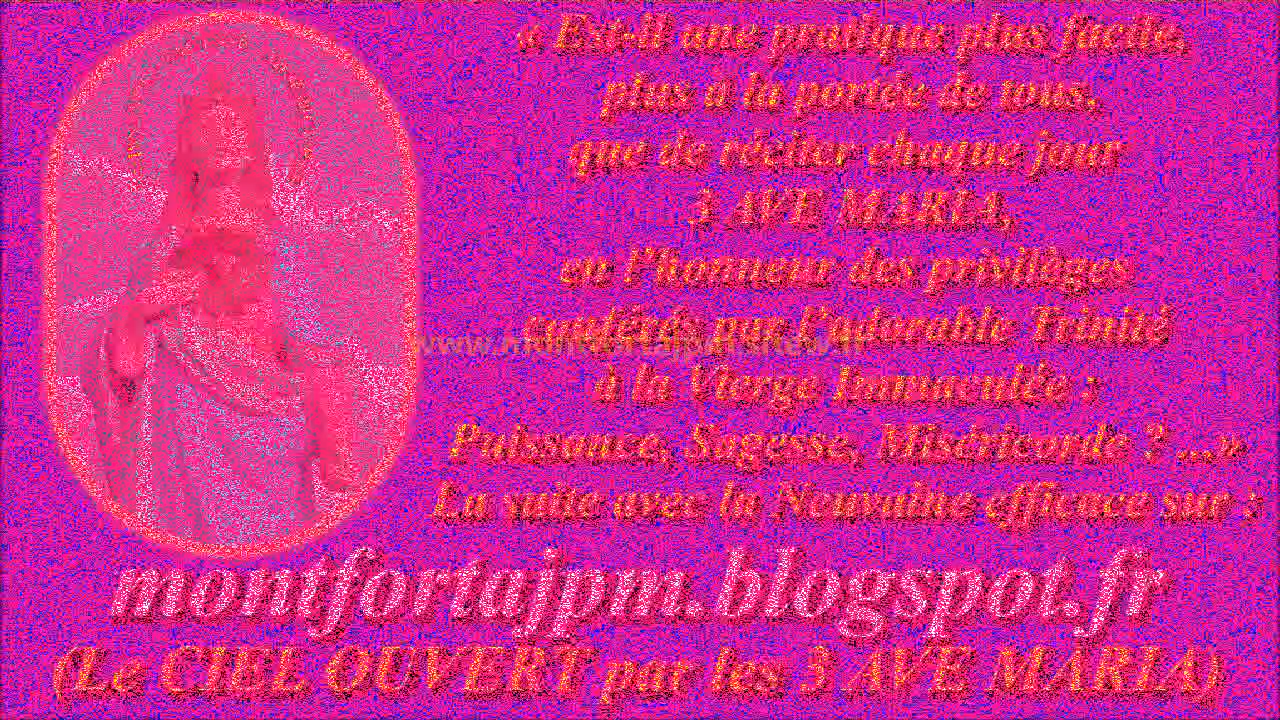 « Est-il une pratique plus facile,
plus à la portée de tous,
que de réciter chaque jour
3 AVE MARIA,
en l'honneur des privilèges
conférés par l'adorable Trinité
à la Vierge Immaculée :
Puissance, Sagesse, Miséricorde ? ...»
La suite avec la Neuvaine efficace sur :
montfortajpm.blogspot.fr
(Le CIEL OUVERT par les 3 AVE MARIA)